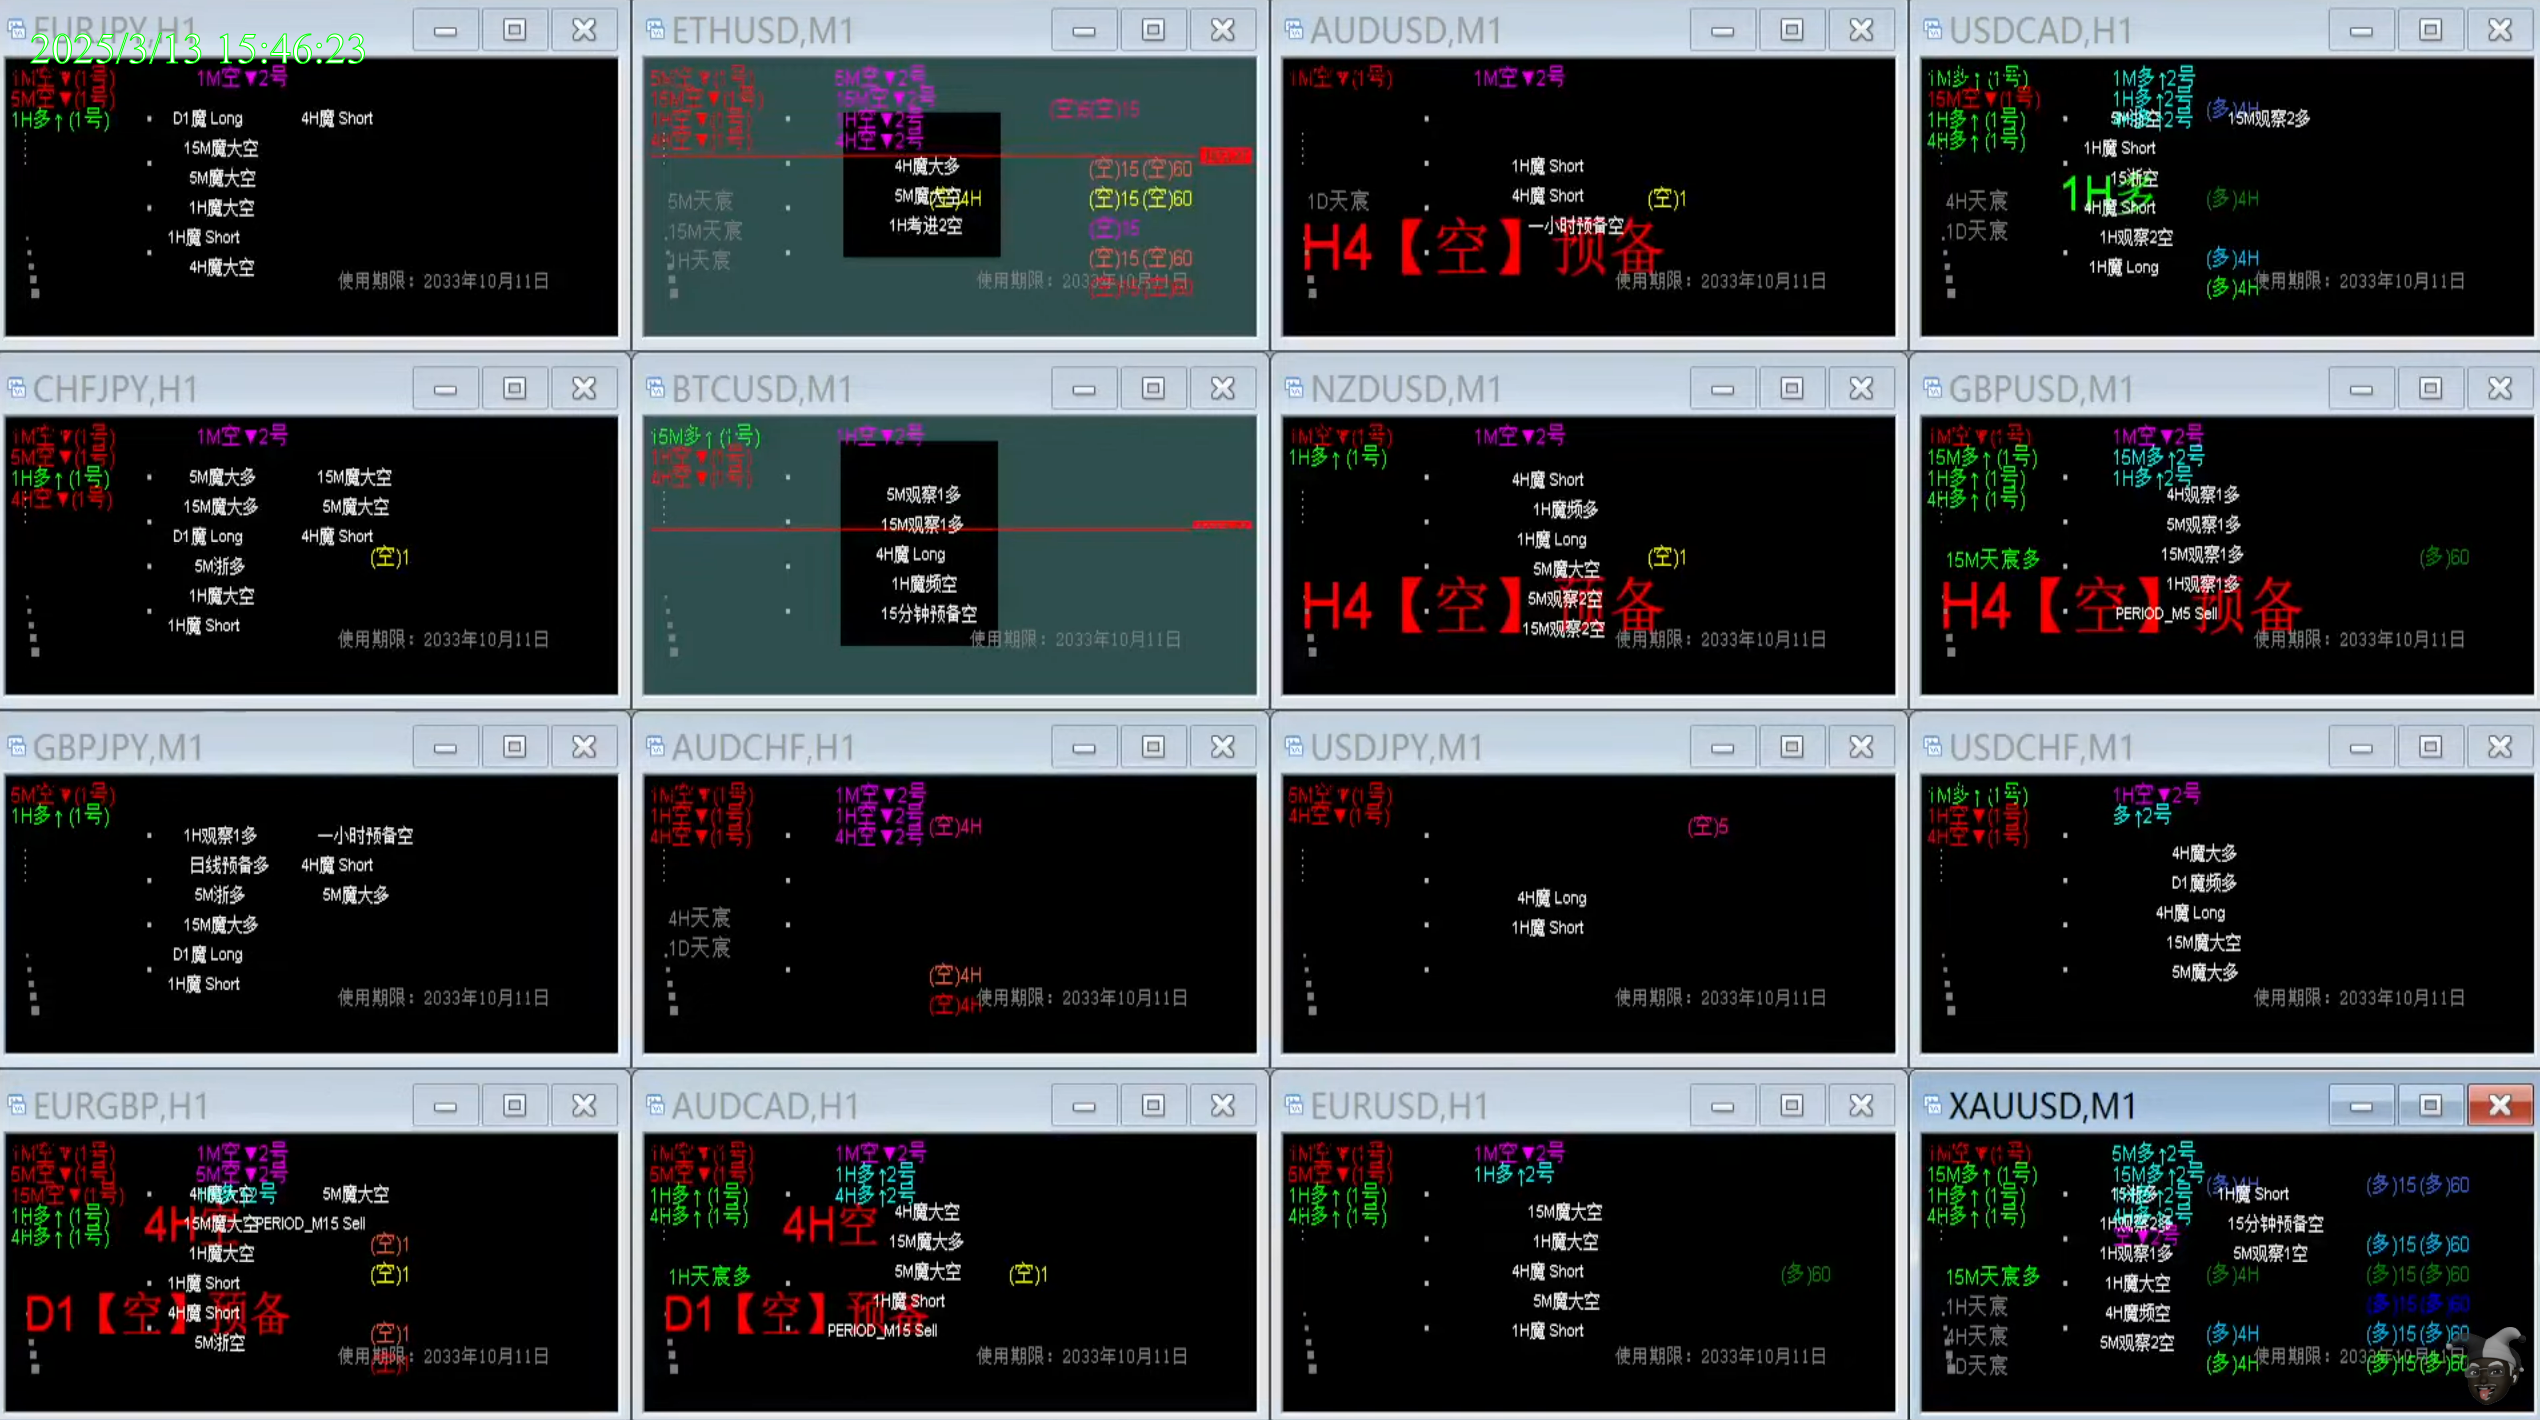 EURJPY,H1
2025/3/13 15:46:23
1M空▼(1号)
1M空▼2号
5M空▼(1号)
1H多↑(1号)
D1魔 Long
4H魔 Short
15M魔大空
5M魔大空
1H魔大空
1H魔 Short
4H魔大空
使用期限：2033年10月11日
ETHUSD,M1
5M空▼(1号)
5M空▼2号
15M空▼(1号)
15M空▼2号
1H空▼(1号)
1H空▼2号
4H空▼(1号)
4H空▼2号
4H魔大多
(空)15(空)60
5M天宸
5M魔大空
(空)4H
(空)15(空)60
15M天宸
1H考进2空
(空)15
1H天宸
(空)15(空)60
AUDUSD,M1
1M空▼(1号)
1M空▼2号
1H魔 Short
1D天宸
4H魔 Short
(空)1
一小时预备空
H4【空】预备
使用期限：2033年10月11日
USDCAD,H1
1M多↑(1号)
1M多↑2号
15M空▼(1号)
1H多↑2号
(多)4H
1H多↑(1号)
15M观察2多
4H多↑(1号)
1H魔 Short
15浙空
4H天宸
1H多
(多)4H
4H魔 Short
1D天宸
1H观察2空
(多)4H
1H魔 Long
(多)4H
使用期限：2033年10月11日
CHFJPY,H1
1M空▼(1号)
1M空▼2号
5M空▼(1号)
1H多↑(1号)
4H空▼(1号)
5M魔大多
15M魔大空
15M魔大多
5M魔大空
D1魔 Long
4H魔 Short
(空)1
5M浙多
1H魔大空
1H魔 Short
使用期限：2033年10月11日
BTCUSD,M1
15M多↑(1号)
1H空▼2号
1H空▼(1号)
4H空▼(1号)
5M观察1多
15M观察1多
4H魔 Long
1H魔频空
15分钟预备空
使用期限：2033年10月11日
NZDUSD,M1
1M空▼(1号)
1M空▼2号
1H多↑(1号)
4H魔 Short
1H魔频多
1H魔 Long
(空)1
5M魔大空
5M观察2空
H4【空】预备
15M观察2空
使用期限：2033年10月11日
GBPUSD,M1
1M空▼(1号)
1M空▼2号
15M多↑(1号)
15M多↑2号
1H多↑(1号)
1H多↑2号
4H多↑(1号)
4H观察1多
5M观察1多
15M观察1多
15M天宸多
(多)60
1H观察1多
H4【空】预备
PERIOD_M5 Sell
使用期限：2033年10月11日
GBPJPY,M1
5M空▼(1号)
1H多↑(1号)
1H观察1多
一小时预备空
日线预备多
4H魔 Short
5M浙多
5M魔大多
15M魔大多
D1魔 Long
1H魔 Short
使用期限：2033年10月11日
AUDCHF,H1
1M空▼(1号)
1M空▼2号
1H空▼(1号)
1H空▼2号
(空)4H
4H空▼(1号)
4H空▼2号
4H天宸
1D天宸
(空)4H
(空)4H
使用期限：2033年10月11日
USDJPY,M1
5M空▼(1号)
4H空▼(1号)
(空)5
4H魔 Long
1H魔 Short
使用期限：2033年10月11日
USDCHF,M1
1M多↑(1号)
1H空▼2号
1H空▼(1号)
多↑2号
4H空▼(1号)
4H魔大多
D1魔频多
4H魔 Long
15M魔大空
5M魔大多
使用期限：2033年10月11日
EURGBP,H1
1M空▼(1号)
1M空▼2号
5M空▼(1号)
5M空▼2号
15M空▼(1号)
4H魔大空
5M魔大空
1H多↑(1号)
4H空
15M魔大空
PERIOD_M15 Sell
4H多↑(1号)
(空)1
1H魔大空
(空)1
1H魔 Short
D1【空】预备
4H魔 Short
(空)1
5M浙空
(空)1
使用期限：2033年10月11日
AUDCAD,H1
1M空▼(1号)
1M空▼2号
5M空▼(1号)
1H多↑2号
1H多↑(1号)
4H多↑2号
4H多↑(1号)
4H魔大空
4H空
15M魔大多
1H天宸多
5M魔大空
(空)1
1H魔 Short
D1【空】预备
PERIOD_M15 Sell
使用期限：2033年10月11日
EURUSD,H1
1M空▼(1号)
1M空▼2号
5M空▼(1号)
1H多↑2号
1H多↑(1号)
4H多↑(1号)
15M魔大空
1H魔大空
4H魔 Short
(多)60
5M魔大空
1H魔 Short
使用期限：2033年10月11日
XAUUSD,M1
1M空▼(1号)
5M多↑2号
15M多↑(1号)
15M多↑2号
1H多↑(1号)
(多)4H
1H魔 Short
(多)15(多)60
4H多↑(1号)
4H多↑2号
1H观察2多
15分钟预备空
空▼2号
(多)15(多)60
1H观察1多
5M观察1空
15M天宸多
1H魔大空
(多)4H
(多)15(多)60
1H天宸
4H魔频空
(多)15(多)60
4H天宸
5M观察2空
(多)4H
(多)15(多)60
1D天宸
(多)4H
(多)15(多)60